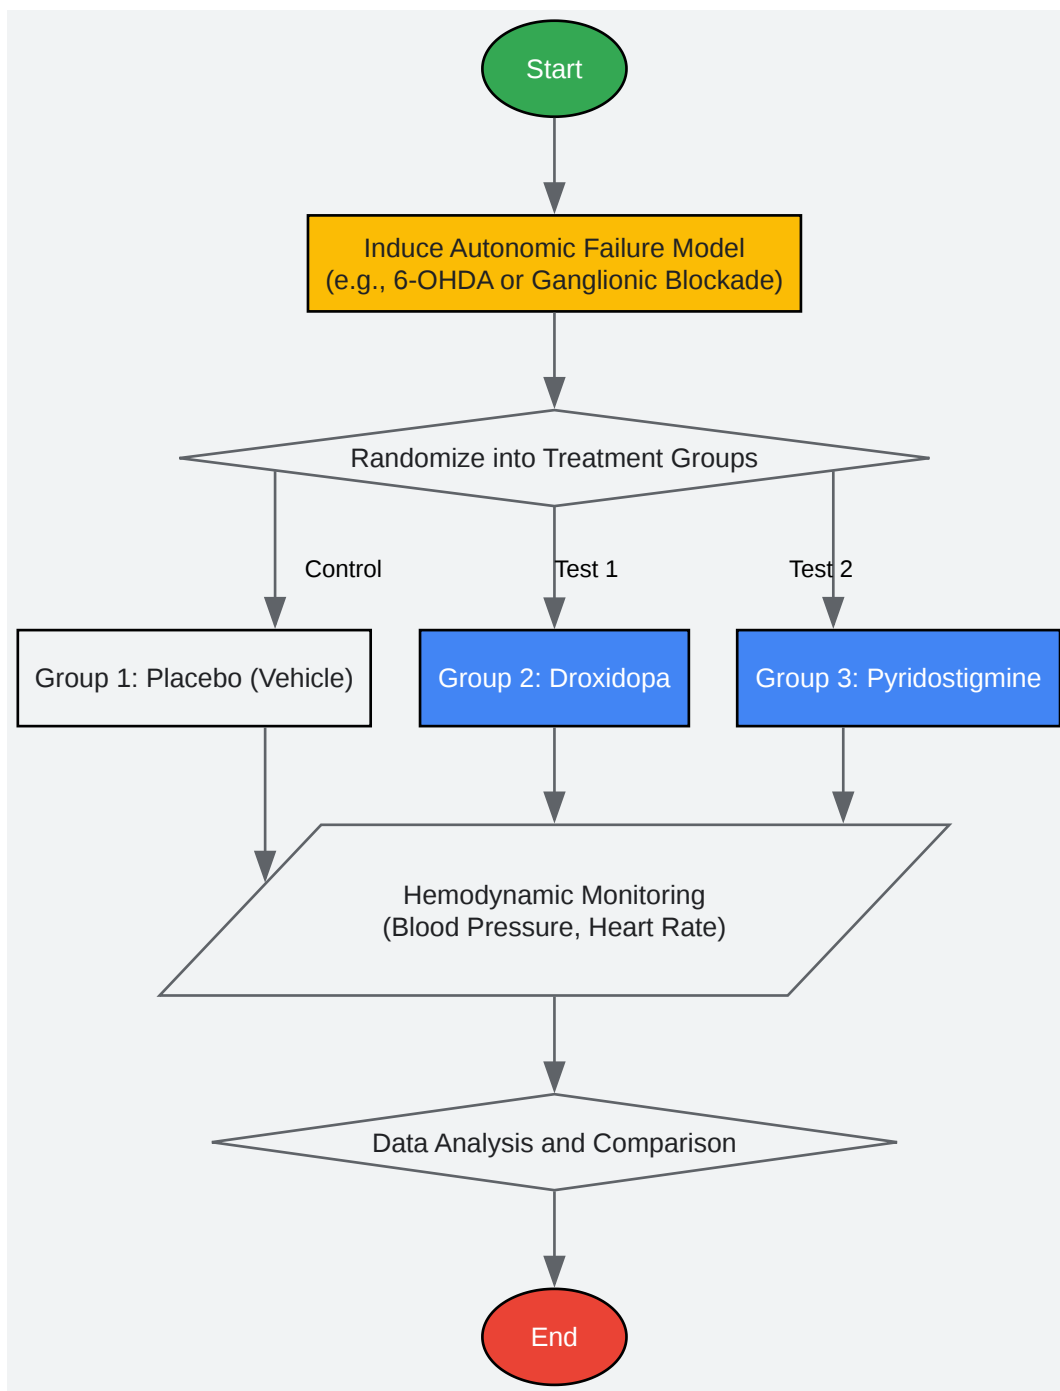 Start
Induce Autonomic Failure Model
(e.g., 6-OHDA or Ganglionic Blockade)
Randomize into Treatment Groups
Control
Test 1
Test 2
Group 1: Placebo (Vehicle)
Group 2: Droxidopa
Group 3: Pyridostigmine
Hemodynamic Monitoring
(Blood Pressure, Heart Rate)
Data Analysis and Comparison
End